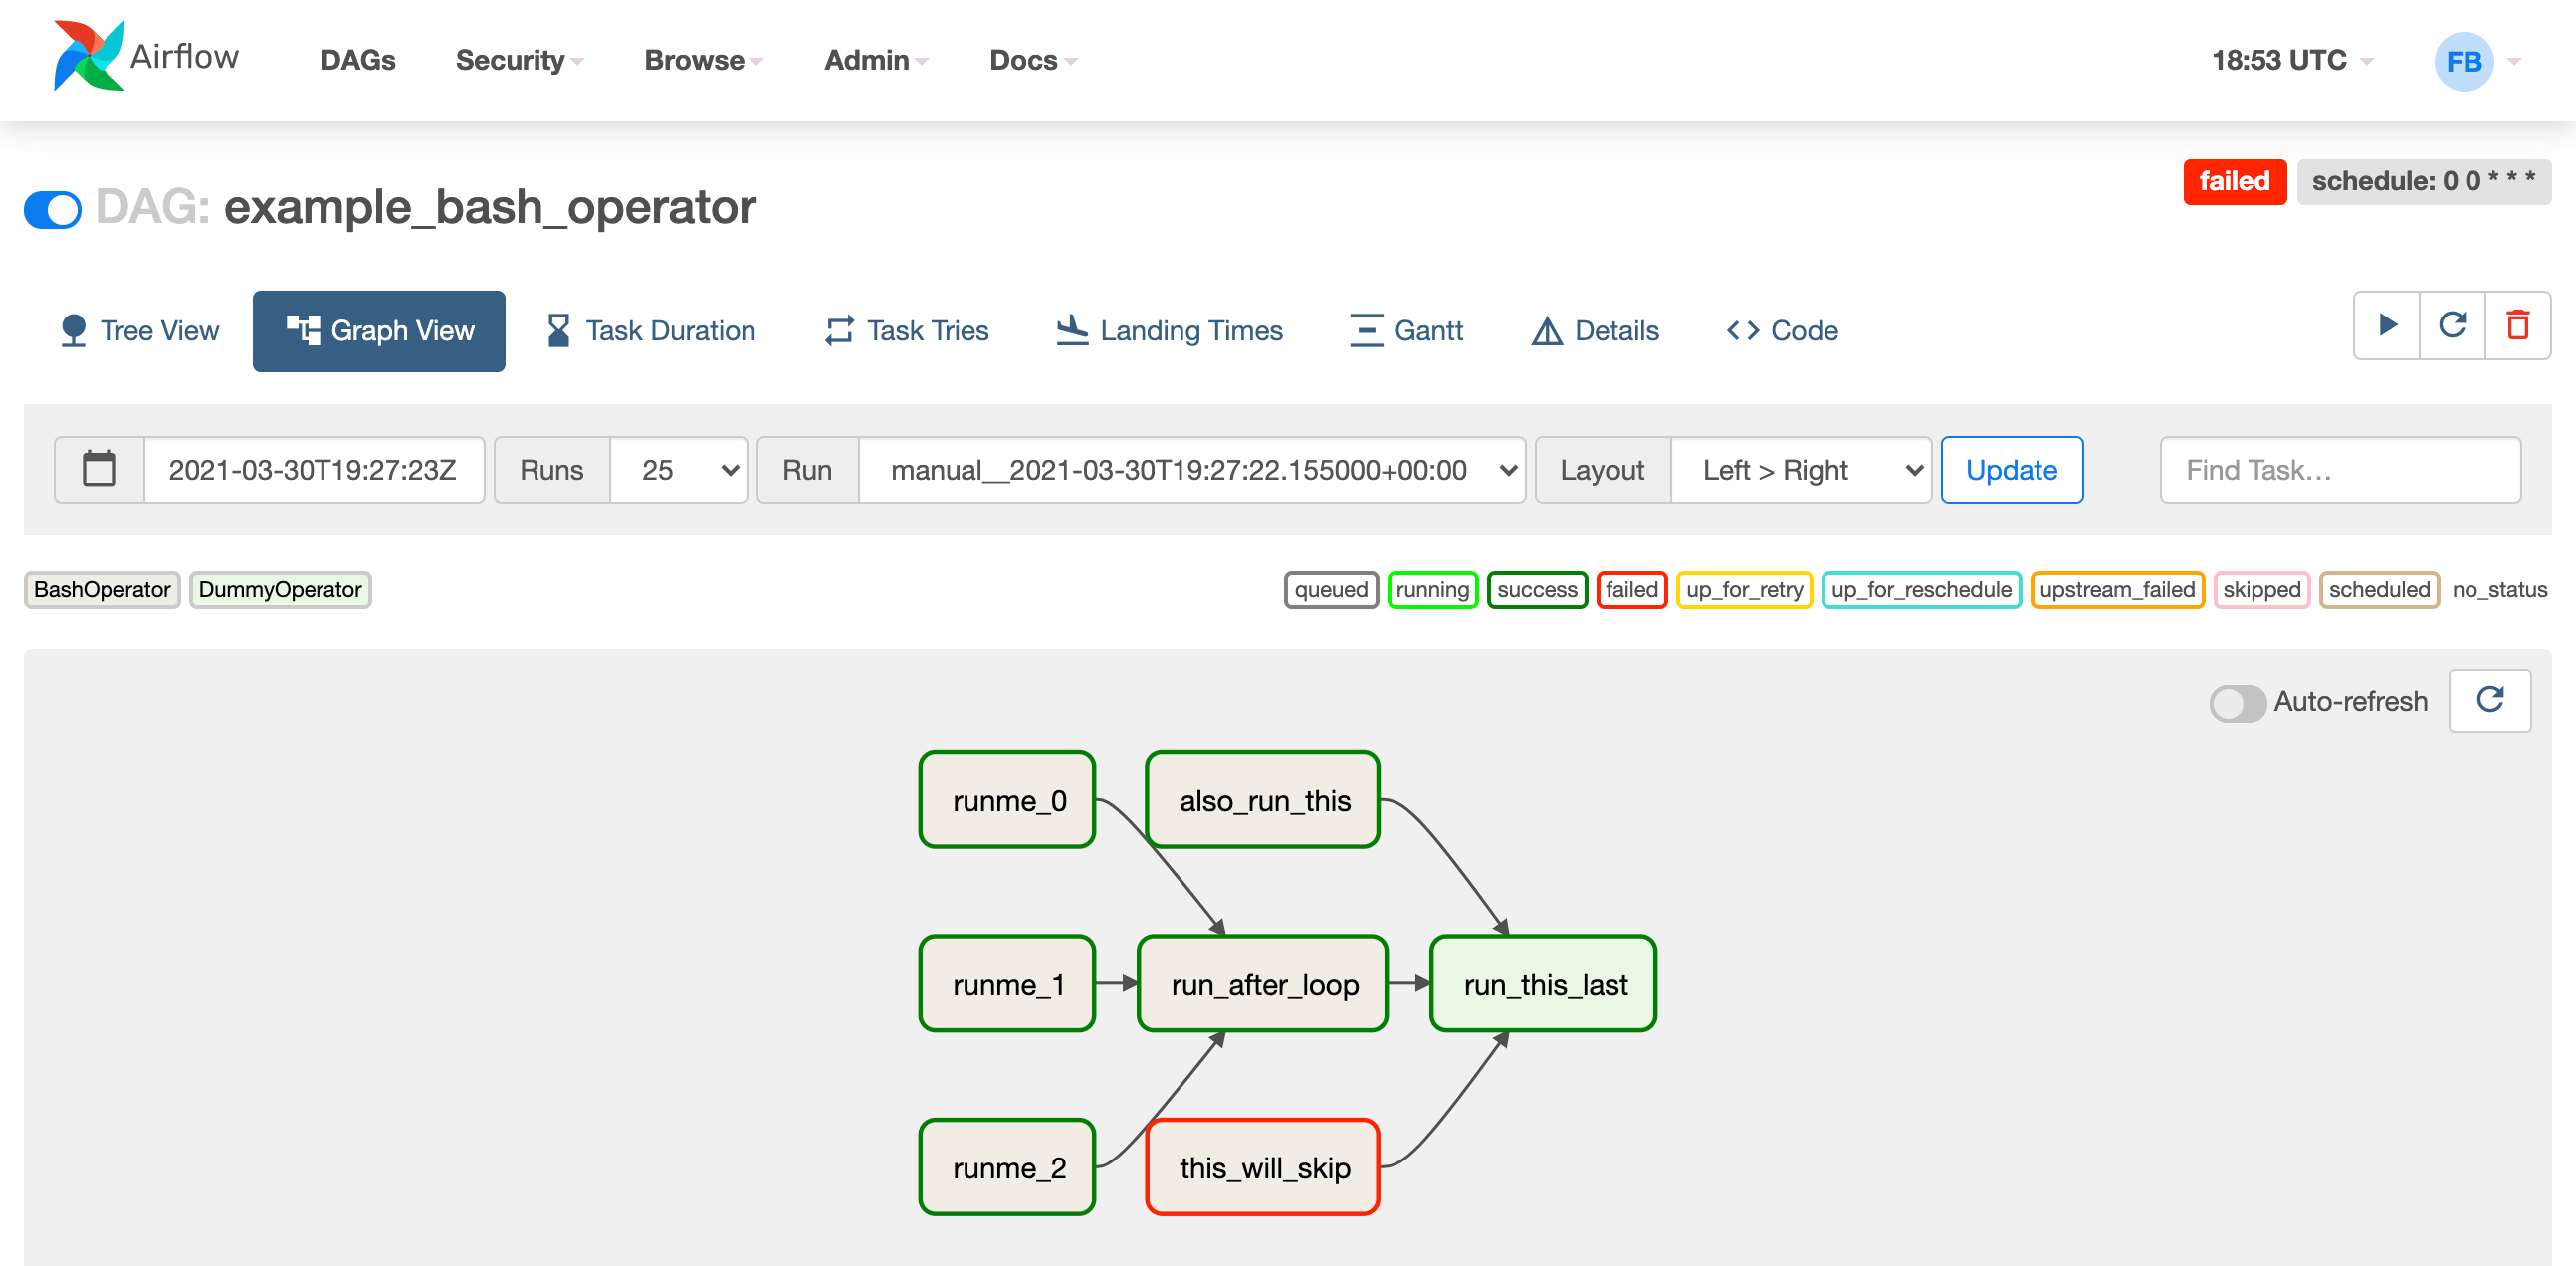 Airflow DAGs Security Browse Admin Docs 18:53 UTC FB
failed schedule: 0 0 * * *
DAG: example_bash_operator
Tree View Graph View Task Duration Task Tries Landing Times Gantt Details Code
2021-03-30T19:27:23Z Runs 25 Run manual__2021-03-30T19:27:22.155000+00:00 Layout Left > Right Update Find Task...
BashOperator DummyOperator queued running success failed up_for_retry up_for_reschedule upstream_failed skipped scheduled no_status
Auto-refresh
runme_0 also_run_this
runme_1 run_after_loop run_this_last
runme_2 this_will_skip